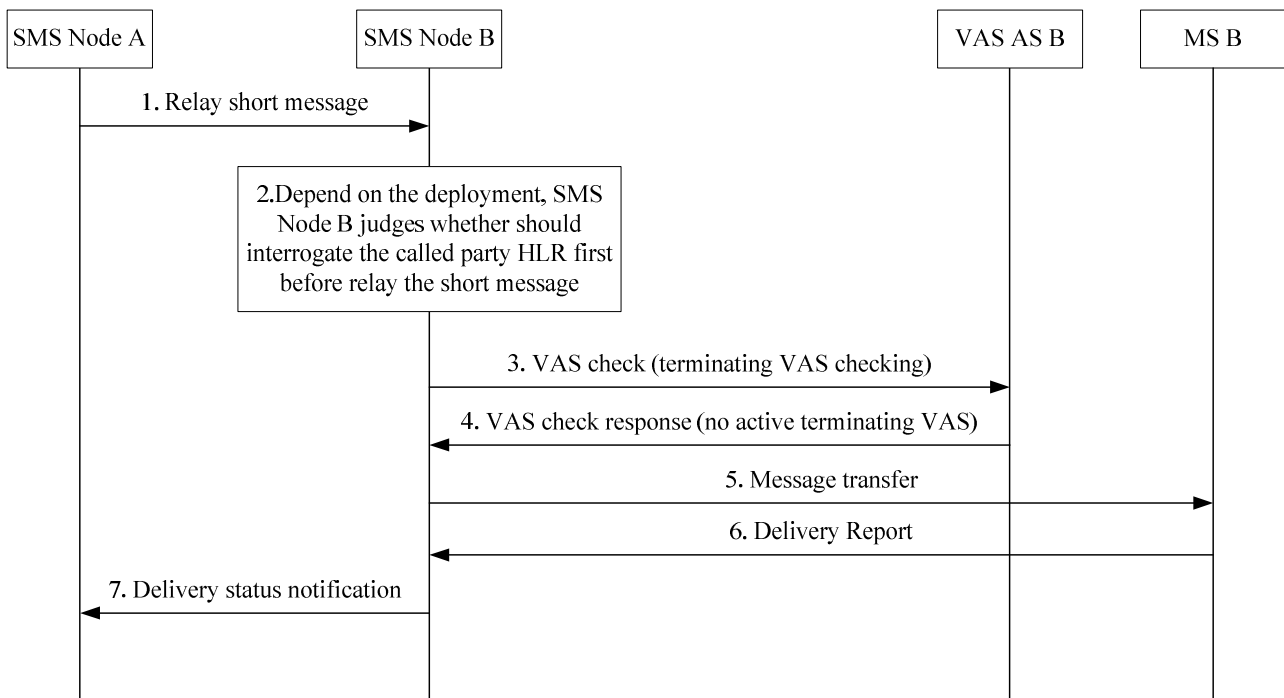 SMS Node A
SMS Node B
VAS AS B
MS B
1. Relay short message
2.Depend on the deployment, SMS
Node B judges whether should
interrogate the called party HLR first
before relay the short message
3. VAS check (terminating VAS checking)
4. VAS check response (no active terminating VAS)
5. Message transfer
6. Delivery Report
7. Delivery status notification